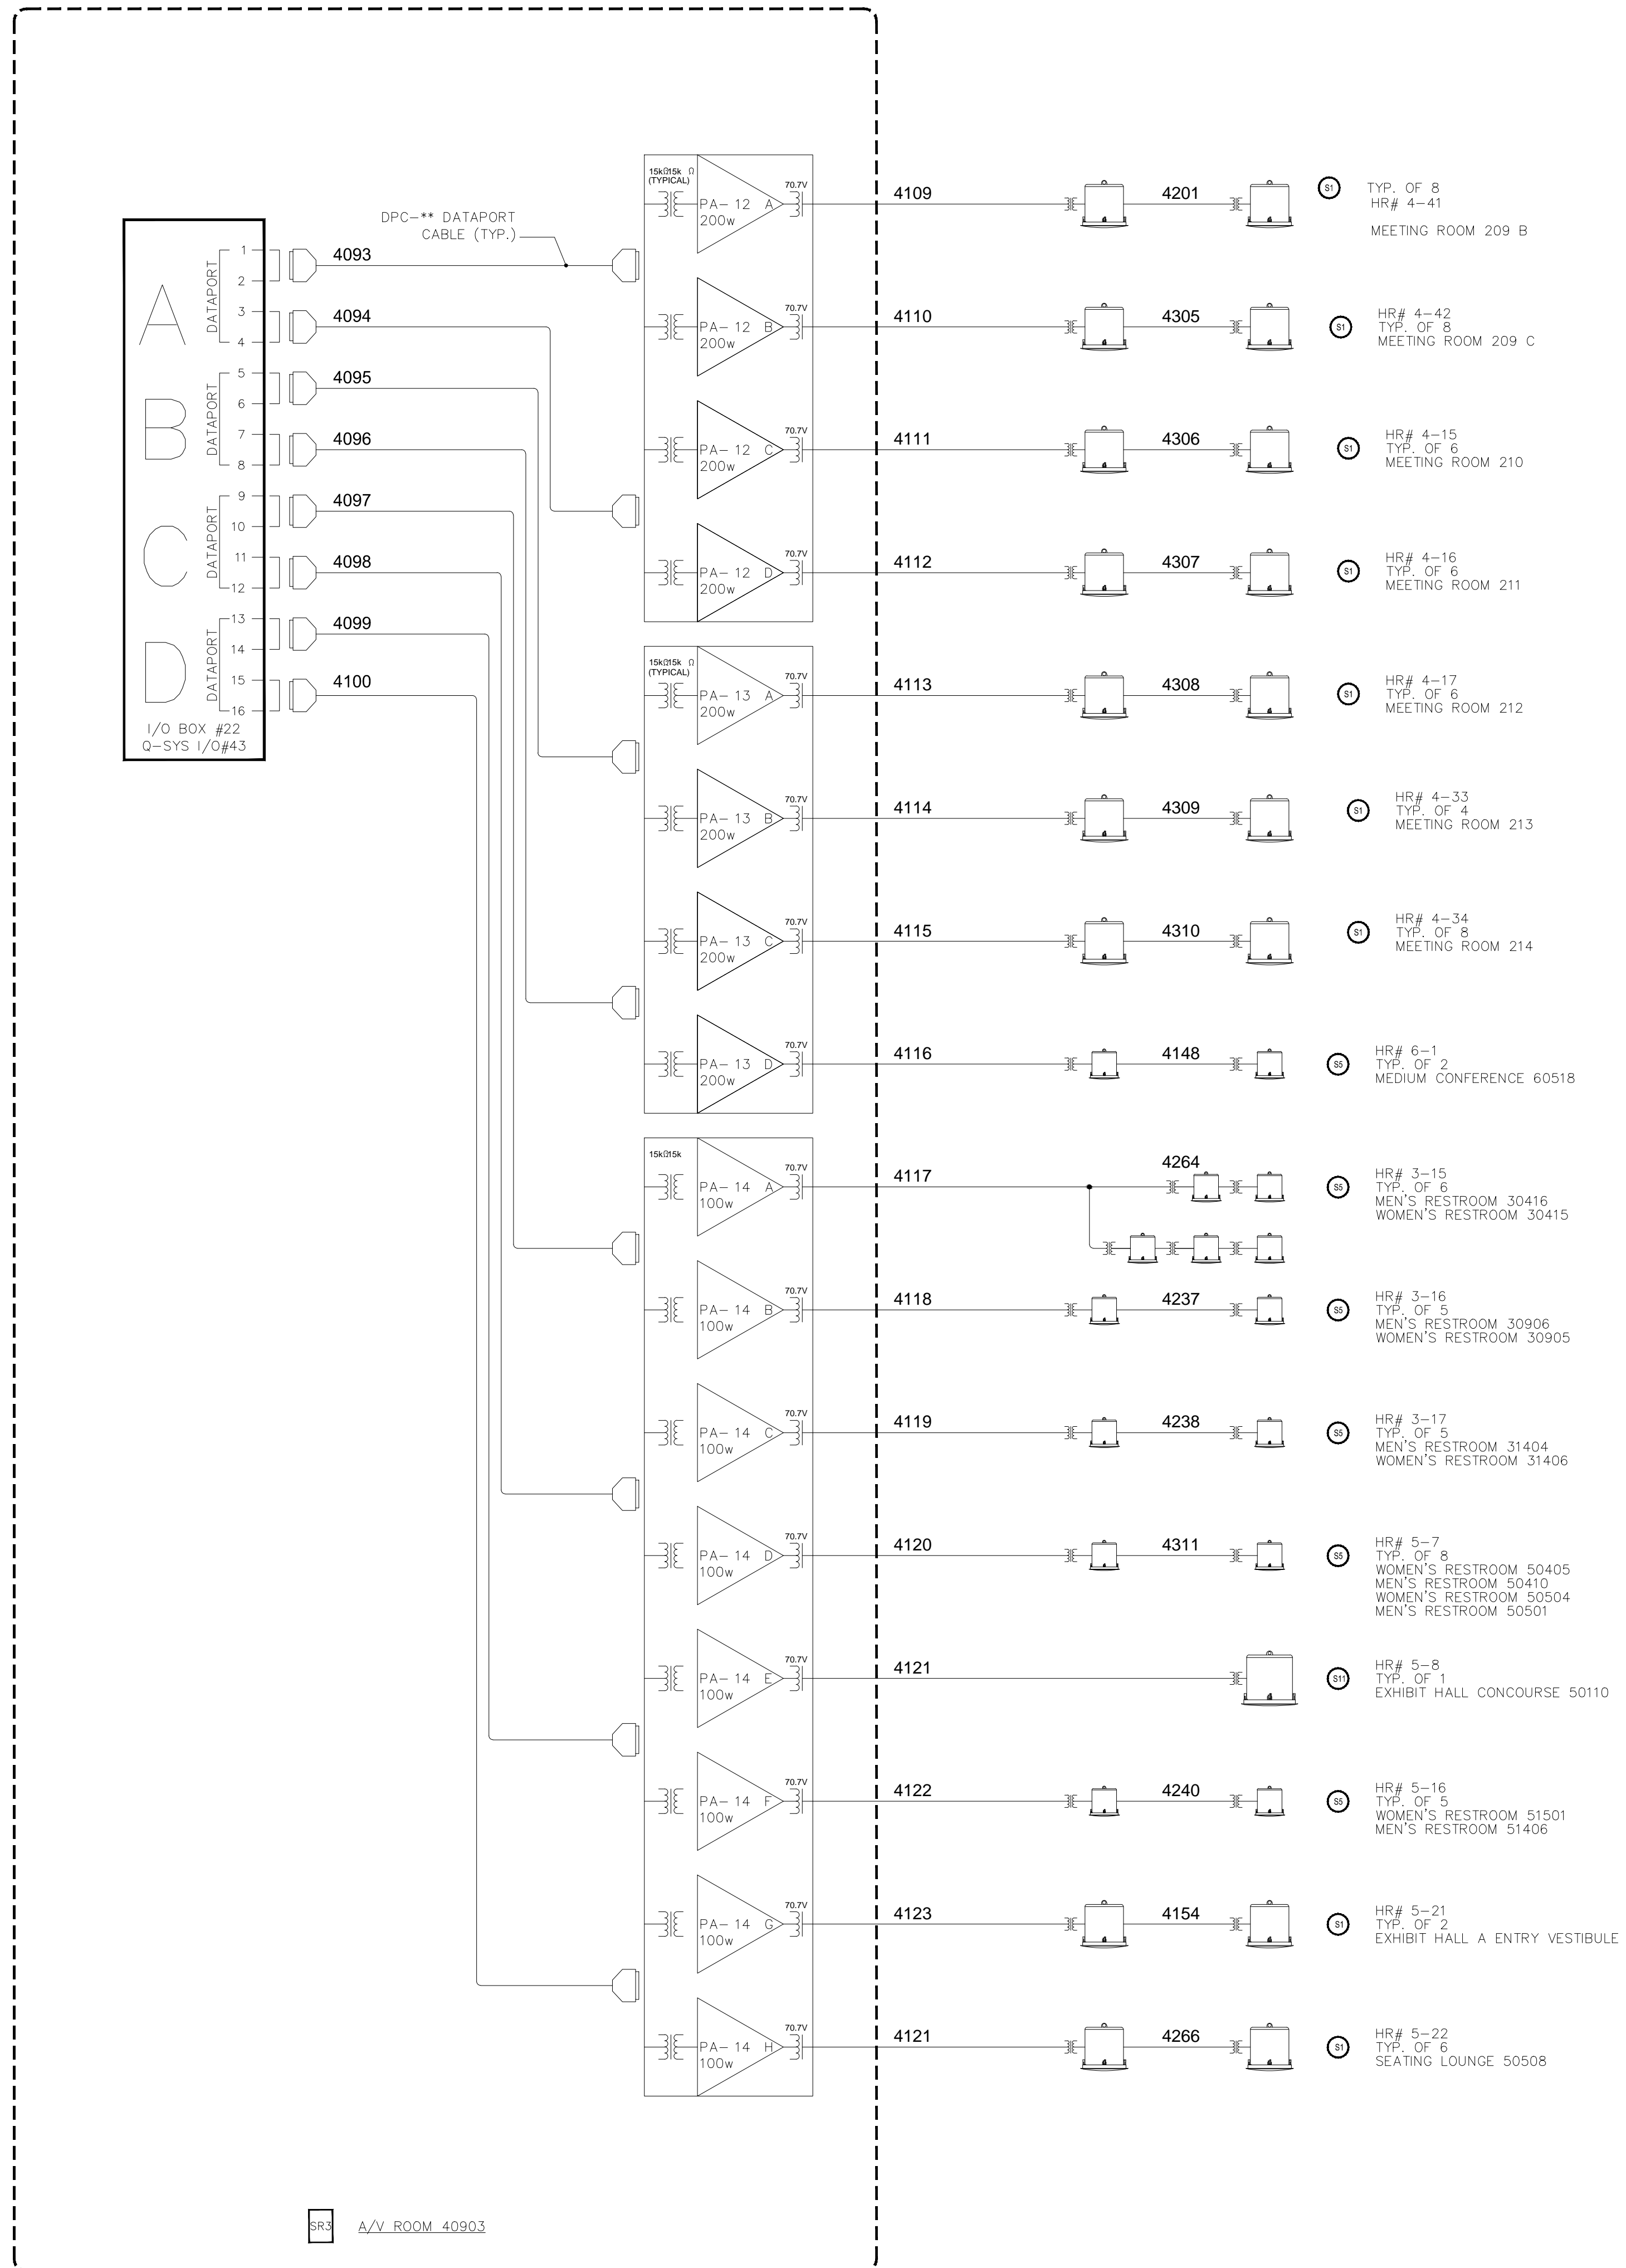 15kΩ15k Ω
(TYPICAL)
70.7V
PA- 12 A
200w
4109
4201
S1
TYP. OF 8
HR# 4-41
MEETING ROOM 209 B
DPC-** DATAPORT
CABLE (TYP.)
A
DATAPORT
1
2
4093
3
4
4094
70.7V
PA- 12 B
200w
4110
4305
S1
HR# 4-42
TYP. OF 8
MEETING ROOM 209 C
B
DATAPORT
5
6
4095
7
8
4096
70.7V
PA- 12 C
200w
4111
4306
S1
HR# 4-15
TYP. OF 6
MEETING ROOM 210
C
DATAPORT
9
10
4097
11
12
4098
70.7V
PA- 12 D
200w
4112
4307
S1
HR# 4-16
TYP. OF 6
MEETING ROOM 211
D
DATAPORT
13
14
4099
15
16
4100
I/O BOX #22
Q-SYS I/O#43
15kΩ15k Ω
(TYPICAL)
70.7V
PA- 13 A
200w
4113
4308
S1
HR# 4-17
TYP. OF 6
MEETING ROOM 212
70.7V
PA- 13 B
200w
4114
4309
S1
HR# 4-33
TYP. OF 4
MEETING ROOM 213
70.7V
PA- 13 C
200w
4115
4310
S1
HR# 4-34
TYP. OF 8
MEETING ROOM 214
70.7V
PA- 13 D
200w
4116
4148
S5
HR# 6-1
TYP. OF 2
MEDIUM CONFERENCE 60518
15kΩ15k
70.7V
PA- 14 A
100w
4117
4264
S5
HR# 3-15
TYP. OF 6
MEN'S RESTROOM 30416
WOMEN'S RESTROOM 30415
70.7V
PA- 14 B
100w
4118
4237
S5
HR# 3-16
TYP. OF 5
MEN'S RESTROOM 30906
WOMEN'S RESTROOM 30905
70.7V
PA- 14 C
100w
4119
4238
S5
HR# 3-17
TYP. OF 5
MEN'S RESTROOM 31404
WOMEN'S RESTROOM 31406
70.7V
PA- 14 D
100w
4120
4311
S5
HR# 5-7
TYP. OF 8
WOMEN'S RESTROOM 50405
MEN'S RESTROOM 50410
WOMEN'S RESTROOM 50504
MEN'S RESTROOM 50501
70.7V
PA- 14 E
100w
4121
S11
HR# 5-8
TYP. OF 1
EXHIBIT HALL CONCOURSE 50110
70.7V
PA- 14 F
100w
4122
4240
S5
HR# 5-16
TYP. OF 5
WOMEN'S RESTROOM 51501
MEN'S RESTROOM 51406
70.7V
PA- 14 G
100w
4123
4154
S1
HR# 5-21
TYP. OF 2
EXHIBIT HALL A ENTRY VESTIBULE
70.7V
PA- 14 H
100w
4121
4266
S1
HR# 5-22
TYP. OF 6
SEATING LOUNGE 50508
SR3
A/V ROOM 40903